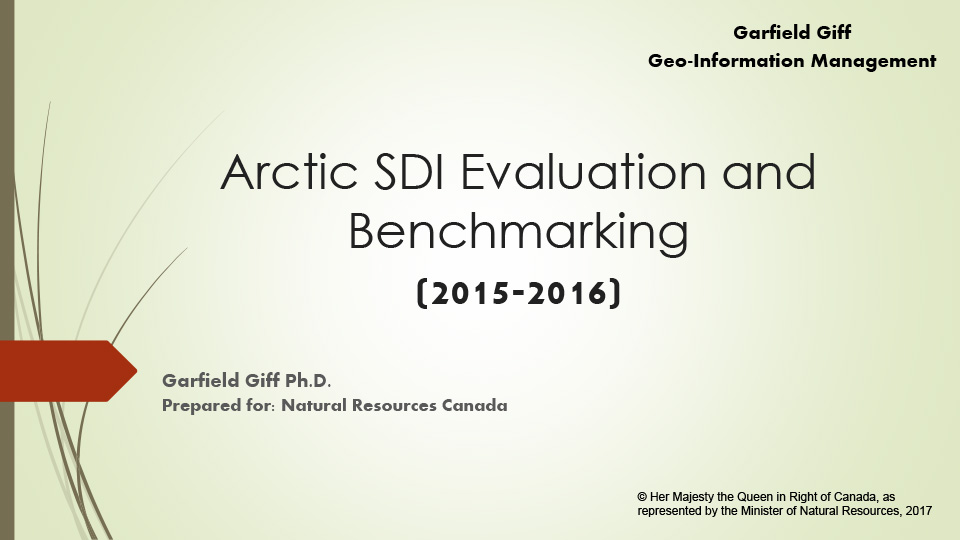 Garfield Giff
Geo-Information Management
Arctic SDI Evaluation and
Benchmarking
(2015-2016)
Garfield Giff Ph.D.
Prepared for: Natural Resources Canada
© Her Majesty the Queen in Right of Canada, as
represented by the Minister of Natural Resources, 2017